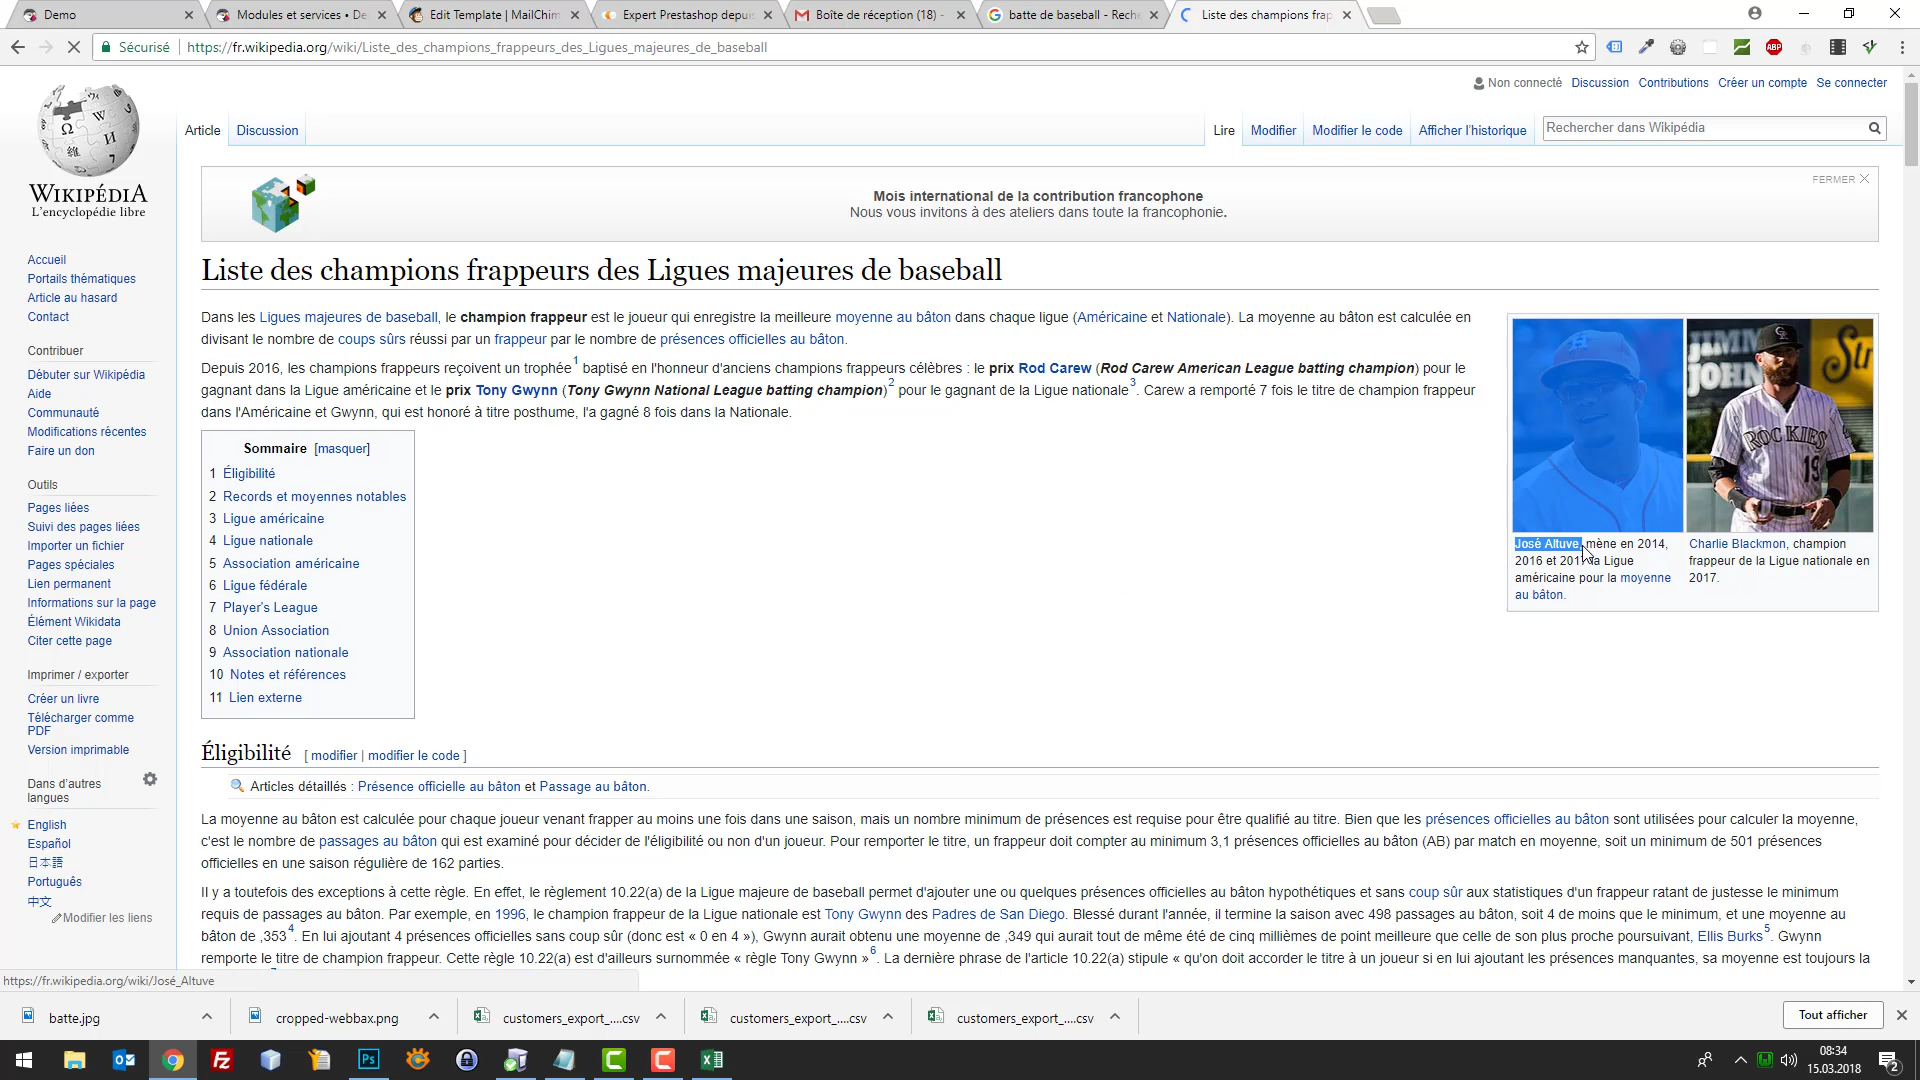 Demo
Modules et services • De
Edit Template | MailChim
Expert Prestashop depuis
Boîte de réception (18) -
batte de baseball - Rech
Liste des champions frap
Sécurisé
https://fr.wikipedia.org/wiki/Liste_des_champions_frappeurs_des_Ligues_majeures_de_baseball
ABP
Non connecté Discussion Contributions Créer un compte Se connecter
Article Discussion Lire Modifier Modifier le code Afficher l'historique Rechercher dans Wikipédia
WIKIPÉDIA
L'encyclopédie libre
Accueil
Portails thématiques
Article au hasard
Contact
Contribuer
Débuter sur Wikipédia
Aide
Communauté
Modifications récentes
Faire un don
Outils
Pages liées
Suivi des pages liées
Importer un fichier
Pages spéciales
Lien permanent
Informations sur la page
Élément Wikidata
Citer cette page
Imprimer / exporter
Créer un livre
Télécharger comme
PDF
Version imprimable
Dans d'autres
langues
English
Español
日本語
Português
中文
Modifier les liens
Mois international de la contribution francophone
Nous vous invitons à des ateliers dans toute la francophonie.
FERMER
Liste des champions frappeurs des Ligues majeures de baseball
Dans les Ligues majeures de baseball, le champion frappeur est le joueur qui enregistre la meilleure moyenne au bâton dans chaque ligue (Américaine et Nationale). La moyenne au bâton est calculée en
divisant le nombre de coups sûrs réussi par un frappeur par le nombre de présences officielles au bâton.
Depuis 2016, les champions frappeurs reçoivent un trophée1 baptisé en l'honneur d'anciens champions frappeurs célèbres : le prix Rod Carew (Rod Carew American League batting champion) pour le
gagnant dans la Ligue américaine et le prix Tony Gwynn (Tony Gwynn National League batting champion)2 pour le gagnant de la Ligue nationale3. Carew a remporté 7 fois le titre de champion frappeur
dans l'Américaine et Gwynn, qui est honoré à titre posthume, l'a gagné 8 fois dans la Nationale.
ROCKIES
19
José Altuve, mène en 2014,
2016 et 2017 la Ligue
américaine pour la moyenne
au bâton.
Charlie Blackmon, champion
frappeur de la Ligue nationale en
2017.
Sommaire [masquer]
1 Éligibilité
2 Records et moyennes notables
3 Ligue américaine
4 Ligue nationale
5 Association américaine
6 Ligue fédérale
7 Player's League
8 Union Association
9 Association nationale
10 Notes et références
11 Lien externe
Éligibilité [ modifier | modifier le code ]
Articles détaillés : Présence officielle au bâton et Passage au bâton.
La moyenne au bâton est calculée pour chaque joueur venant frapper au moins une fois dans une saison, mais un nombre minimum de présences est requise pour être qualifié au titre. Bien que les présences officielles au bâton sont utilisées pour calculer la moyenne,
c'est le nombre de passages au bâton qui est examiné pour décider de l'éligibilité ou non d'un joueur. Pour remporter le titre, un frappeur doit compter au minimum 3,1 présences officielles au bâton (AB) par match en moyenne, soit un minimum de 501 présences
officielles en une saison régulière de 162 parties.
Il y a toutefois des exceptions à cette règle. En effet, le règlement 10.22(a) de la Ligue majeure de baseball permet d'ajouter une ou quelques présences officielles au bâton hypothétiques et sans coup sûr aux statistiques d'un frappeur ratant de justesse le minimum
requis de passages au bâton. Par exemple, en 1996, le champion frappeur de la Ligue nationale est Tony Gwynn des Padres de San Diego. Blessé durant l'année, il termine la saison avec 498 passages au bâton, soit 4 de moins que le minimum, et une moyenne au
bâton de ,3534. En lui ajoutant 4 présences officielles sans coup sûr (donc est « 0 en 4 »), Gwynn aurait obtenu une moyenne de ,349 qui aurait tout de même été de cinq millièmes de point meilleure que celle de son plus proche poursuivant, Ellis Burks5. Gwynn
remporte le titre de champion frappeur. Cette règle 10.22(a) est d'ailleurs surnommée « règle Tony Gwynn »6. La dernière phrase de l'article 10.22(a) stipule « qu'on doit accorder le titre à un joueur si en lui ajoutant les présences manquantes, sa moyenne est toujours la
https://fr.wikipedia.org/wiki/José_Altuve
batte.jpg
cropped-webbax.png
customers_export_....csv
customers_export_....csv
customers_export_....csv
Tout afficher
Fz
Ps
08:34
15.03.2018
2